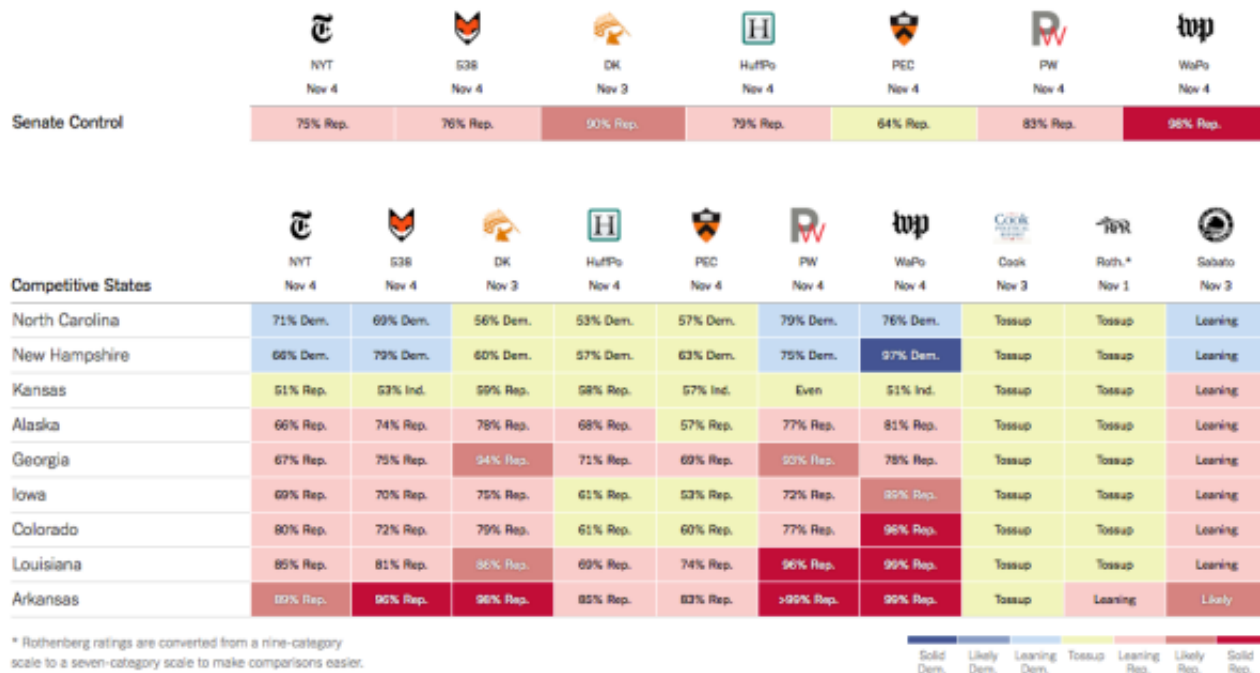 NYT 538 DK HuffPo PEC PW WaPo
Nov 4 Nov 4 Nov 3 Nov 4 Nov 4 Nov 4 Nov 4
Senate Control 75% Rep. 76% Rep. 90% Rep. 79% Rep. 64% Rep. 83% Rep. 98% Rep.
NYT 538 DK HuffPo PEC PW WaPo Cook Roth.* Sabato
Competitive States Nov 4 Nov 4 Nov 3 Nov 4 Nov 4 Nov 4 Nov 4 Nov 3 Nov 1 Nov 3
North Carolina 71% Dem. 69% Dem. 56% Dem. 53% Dem. 57% Dem. 79% Dem. 76% Dem. Tossup Tossup Leaning
New Hampshire 66% Dem. 79% Dem. 60% Dem. 57% Dem. 63% Dem. 75% Dem. 97% Dem. Tossup Tossup Leaning
Kansas 51% Rep. 53% Ind. 59% Rep. 58% Rep. 57% Ind. Even 51% Ind. Tossup Tossup Leaning
Alaska 66% Rep. 74% Rep. 78% Rep. 68% Rep. 57% Rep. 77% Rep. 81% Rep. Tossup Tossup Leaning
Georgia 67% Rep. 75% Rep. 94% Rep. 71% Rep. 69% Rep. 93% Rep. 78% Rep. Tossup Tossup Leaning
Iowa 69% Rep. 70% Rep. 75% Rep. 61% Rep. 53% Rep. 72% Rep. 89% Rep. Tossup Tossup Leaning
Colorado 80% Rep. 72% Rep. 79% Rep. 61% Rep. 60% Rep. 77% Rep. 96% Rep. Tossup Tossup Leaning
Louisiana 85% Rep. 81% Rep. 86% Rep. 69% Rep. 74% Rep. 96% Rep. 99% Rep. Tossup Tossup Leaning
Arkansas 89% Rep. 96% Rep. 98% Rep. 85% Rep. 83% Rep. >99% Rep. 99% Rep. Tossup Leaning Likely
* Rothenberg ratings are converted from a nine-category
scale to a seven-category scale to make comparisons easier.
Solid Likely Leaning Tossup Leaning Likely Solid
Dem. Dem. Dem. Rep. Rep. Rep.